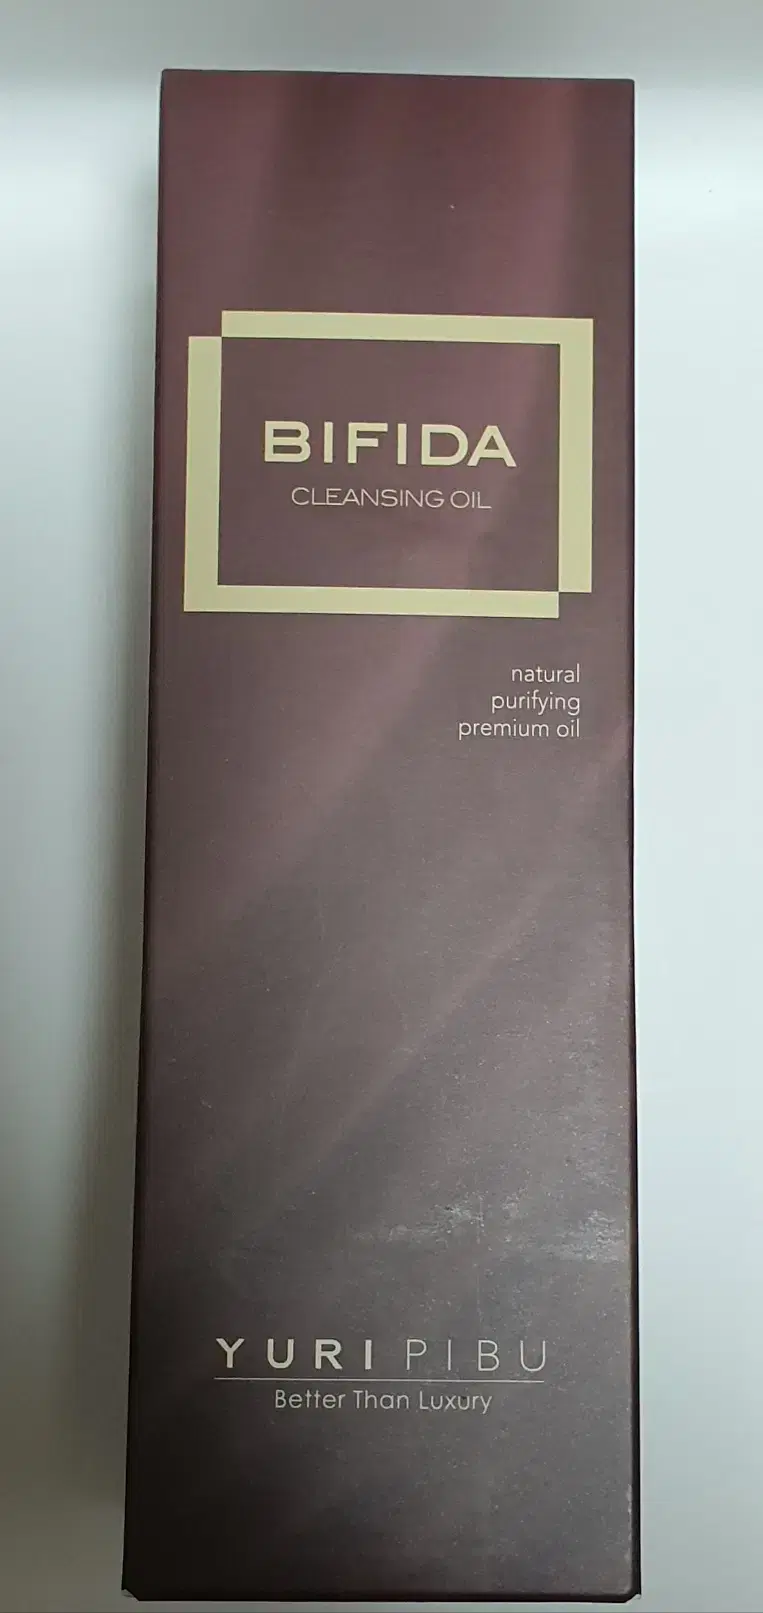 BIFIDA
CLEANSING OIL
natural
purifying
premium oil
YURI PIBU
Better Than Luxury